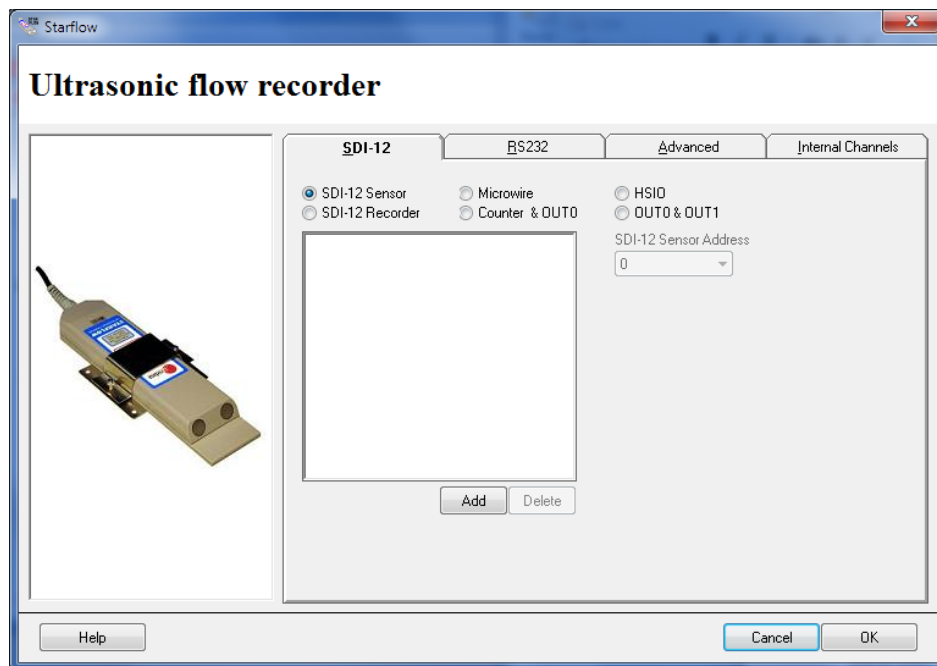 Starflow
Ultrasonic flow recorder
SDI-12
RS232
Advanced
Internal Channels
SDI-12 Sensor
Microwire
HSIO
SDI-12 Recorder
Counter & OUT0
OUT0 & OUT1
SDI-12 Sensor Address
0
STARFLOW
Add
Delete
Help
Cancel
OK